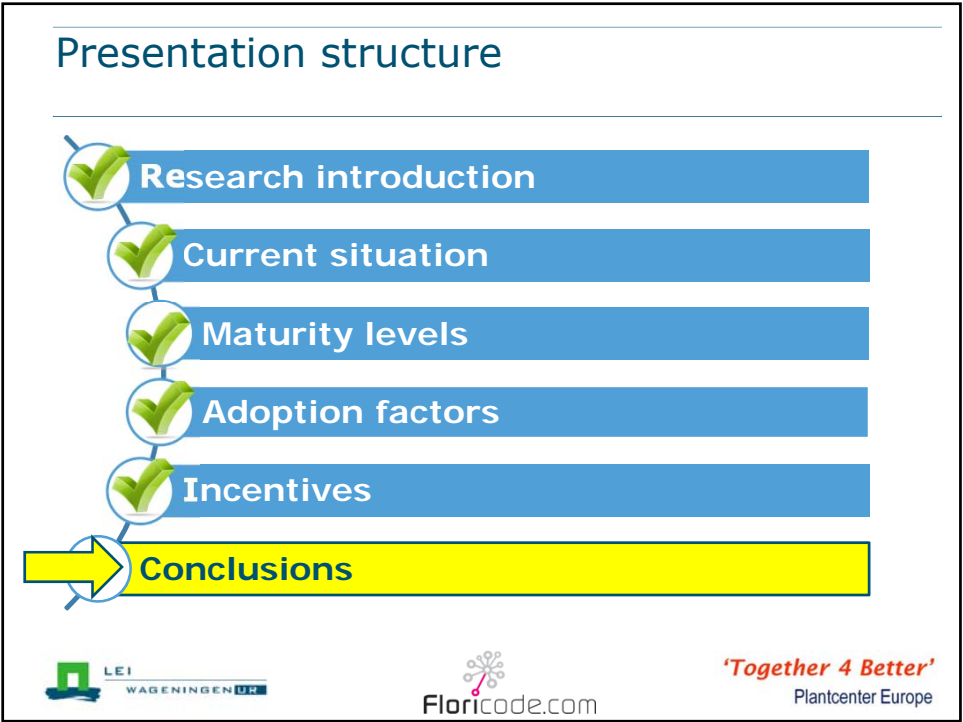 Presentation structure
Research introduction
Current situation
Maturity levels
Adoption factors
Incentives
Conclusions
LEI
WAGENINGEN UR
Floricode.com
'Together 4 Better'
Plantcenter Europe